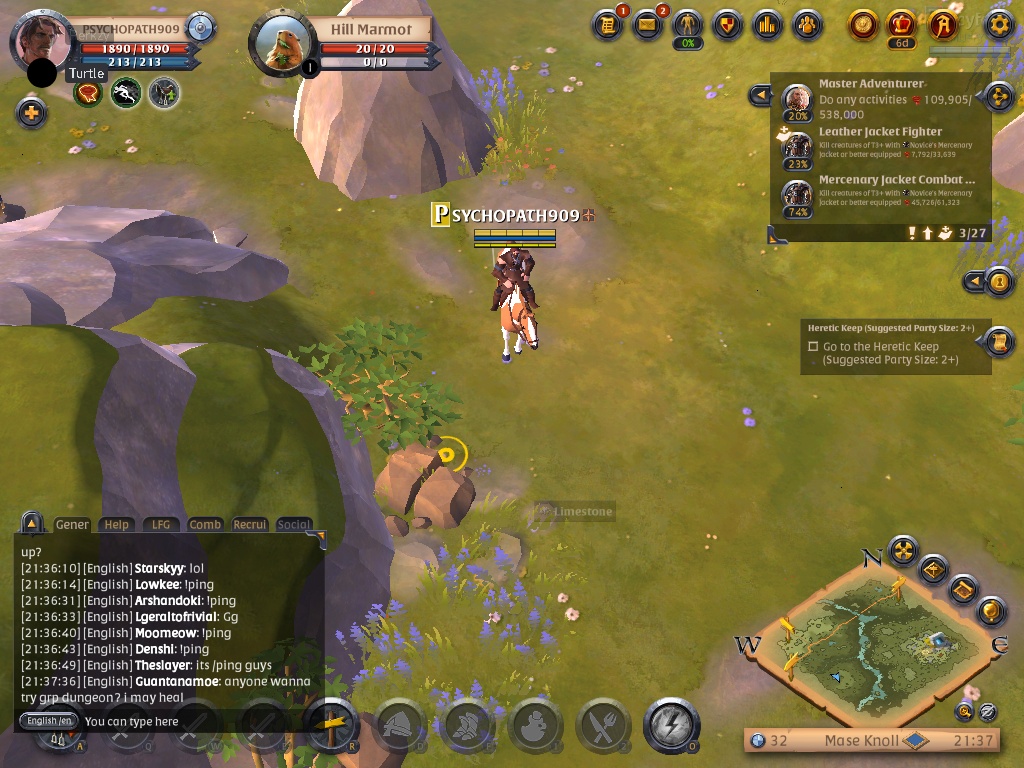 PSYCHOPATH909
1890 / 1890
213 / 213
Turtle
Hill Marmot
20 / 20
0 / 0
I
1
2
0%
6d
Master Adventurer
Do any activities 109,905/
538,000
20%
Leather Jacket Fighter
Kill creatures of T3+ with Novice's Mercenary
Jacket or better equipped 7,792/33,639
23%
Mercenary Jacket Combat ...
Kill creatures of T3+ with Novice's Mercenary
Jacket or better equipped 45,726/61,323
74%
3/27
PSYCHOPATH909
Heretic Keep (Suggested Party Size: 2+)
Go to the Heretic Keep
(Suggested Party Size: 2+)
Limestone
Gener Help LFG Comb Recrui Social
up?
[21:36:10] [English] Starskyy: lol
[21:36:14] [English] Lowkee: !ping
[21:36:31] [English] Arshandoki: !ping
[21:36:33] [English] Lgeraltofrivial: Gg
[21:36:40] [English] Moomeow: !ping
[21:36:43] [English] Denshi: !ping
[21:36:49] [English] Theslayer: its /ping guys
[21:37:36] [English] Guantanamoe: anyone wanna
try grp dungeon? i may heal
English /en You can type here
A Q W R O
N
W
E
32 Mase Knoll 21:37